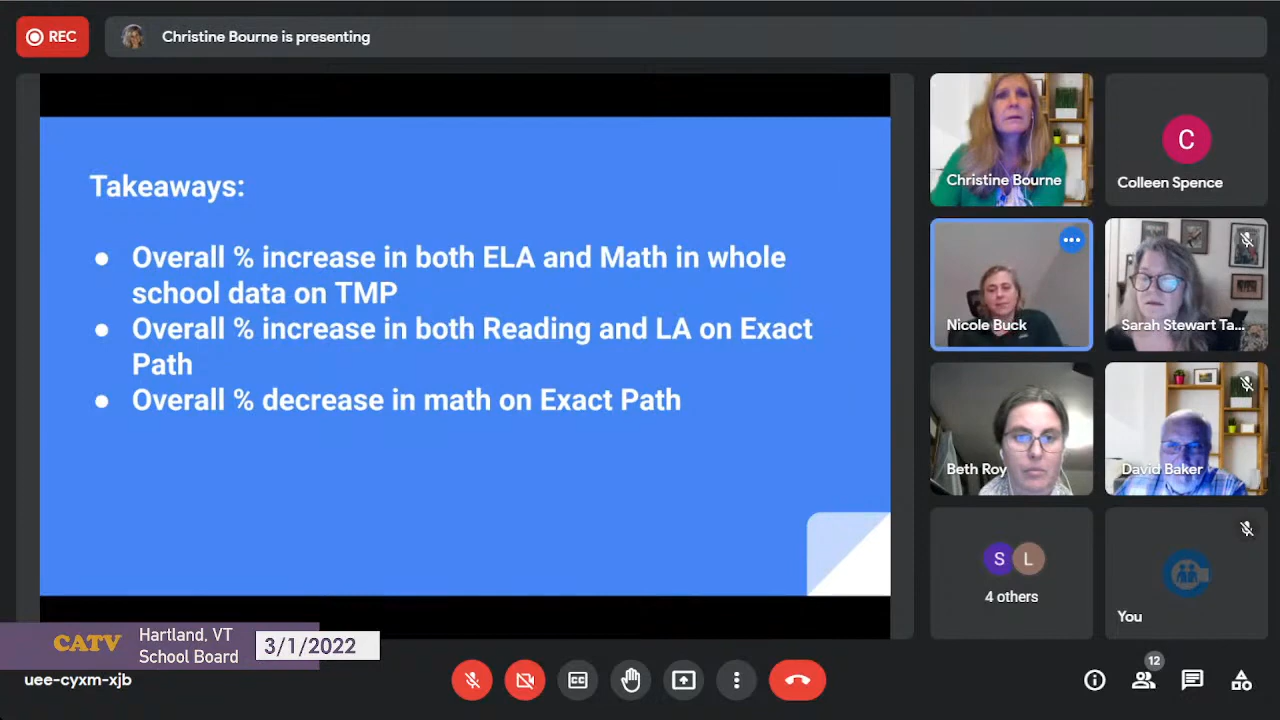 REC
Christine Bourne is presenting
Takeaways:
● Overall % increase in both ELA and Math in whole
school data on TMP
● Overall % increase in both Reading and LA on Exact
Path
● Overall % decrease in math on Exact Path
Christine Bourne
C
Colleen Spence
Nicole Buck
Sarah Stewart Ta...
Beth Roy
David Baker
S L
4 others
You
CATV
Hartland, VT
School Board
3/1/2022
uee-cyxm-xjb
CC
12